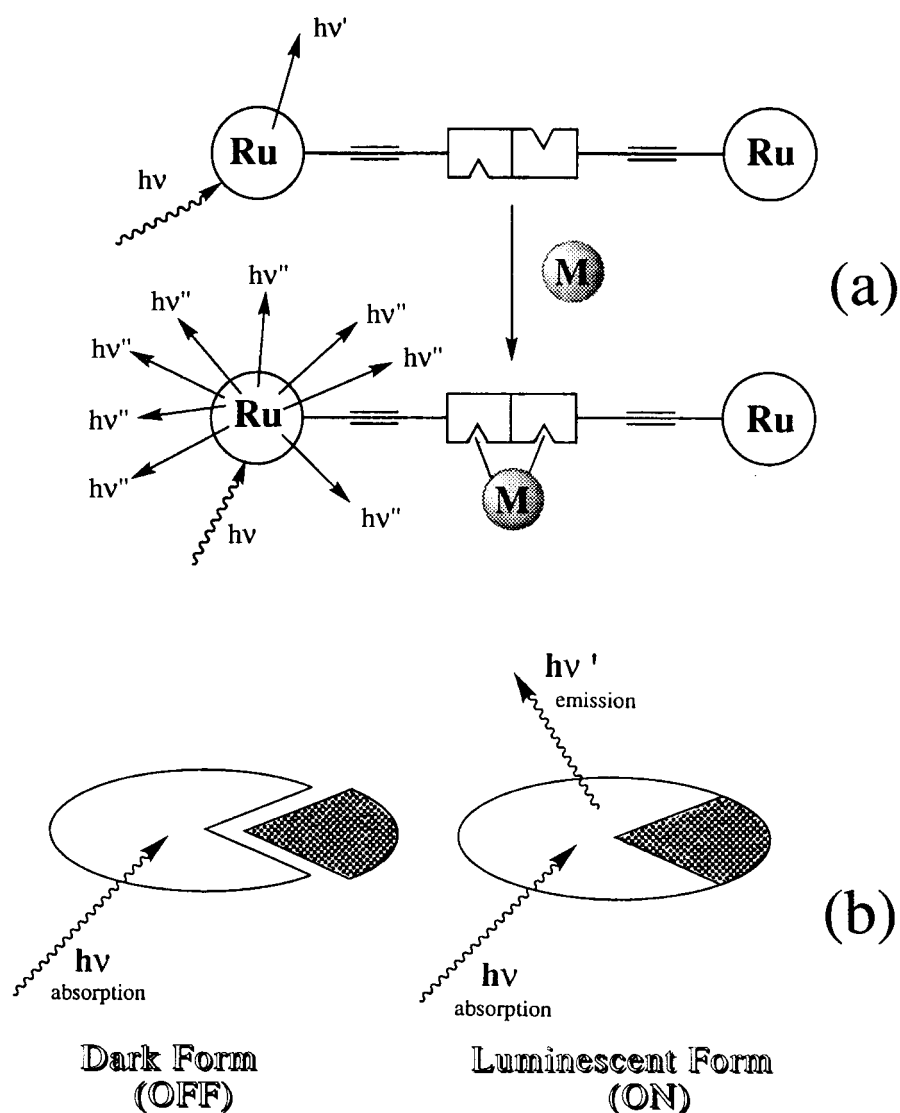 hν'
Ru
Ru
hν
M
(a)
hν"
hν"
hν"
hν"
hν"
hν"
hν"
Ru
Ru
hν"
M
hν"
hν
hν '
emission
(b)
hν
absorption
hν
absorption
Dark Form
(OFF)
Luminescent Form
(ON)